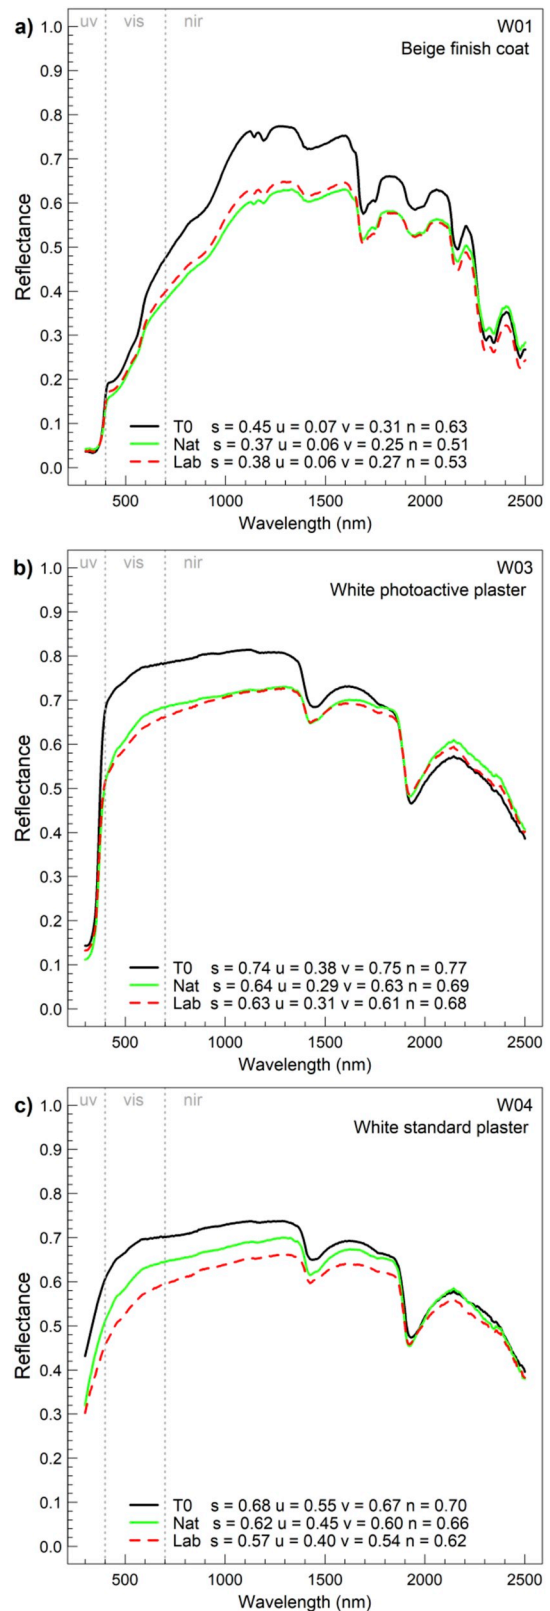 a)
uv vis nir
W01
Beige finish coat
1.0
0.9
0.8
0.7
0.6
0.5
0.4
0.3
0.2
0.1
0.0
Reflectance
T0 s = 0.45 u = 0.07 v = 0.31 n = 0.63
Nat s = 0.37 u = 0.06 v = 0.25 n = 0.51
Lab s = 0.38 u = 0.06 v = 0.27 n = 0.53
500 1000 1500 2000 2500
Wavelength (nm)
b)
uv vis nir
W03
White photoactive plaster
1.0
0.9
0.8
0.7
0.6
0.5
0.4
0.3
0.2
0.1
0.0
Reflectance
T0 s = 0.74 u = 0.38 v = 0.75 n = 0.77
Nat s = 0.64 u = 0.29 v = 0.63 n = 0.69
Lab s = 0.63 u = 0.31 v = 0.61 n = 0.68
500 1000 1500 2000 2500
Wavelength (nm)
c)
uv vis nir
W04
White standard plaster
1.0
0.9
0.8
0.7
0.6
0.5
0.4
0.3
0.2
0.1
0.0
Reflectance
T0 s = 0.68 u = 0.55 v = 0.67 n = 0.70
Nat s = 0.62 u = 0.45 v = 0.60 n = 0.66
Lab s = 0.57 u = 0.40 v = 0.54 n = 0.62
500 1000 1500 2000 2500
Wavelength (nm)